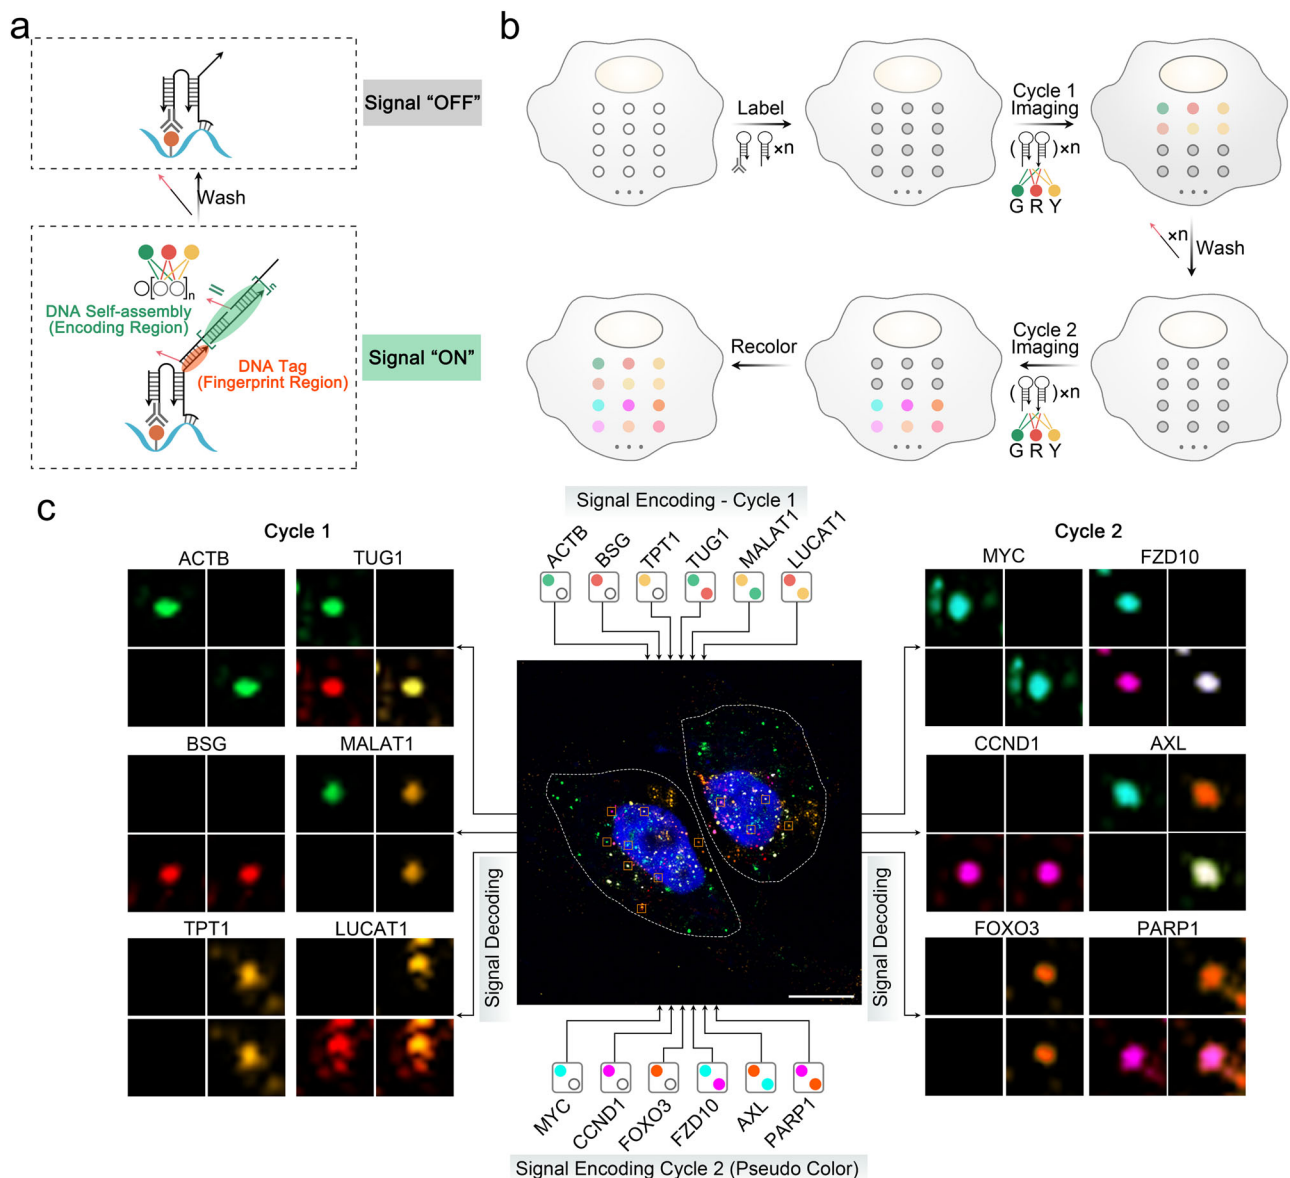 a
Signal “OFF”
Wash
[ ]n
DNA Self-assembly
(Encoding Region)
=
n
DNA Tag
(Fingerprint Region)
Signal “ON”
b
Label
×n
Cycle 1
Imaging
( )×n
G R Y
×n
Wash
Cycle 2
Imaging
( )×n
G R Y
Recolor
c
Signal Encoding - Cycle 1
ACTB
BSG
TPT1
TUG1
MALAT1
LUCAT1
Cycle 1
ACTB
TUG1
BSG
MALAT1
TPT1
LUCAT1
Signal Decoding
Signal Decoding
Cycle 2
MYC
FZD10
CCND1
AXL
FOXO3
PARP1
MYC
CCND1
FOXO3
FZD10
AXL
PARP1
Signal Encoding Cycle 2 (Pseudo Color)